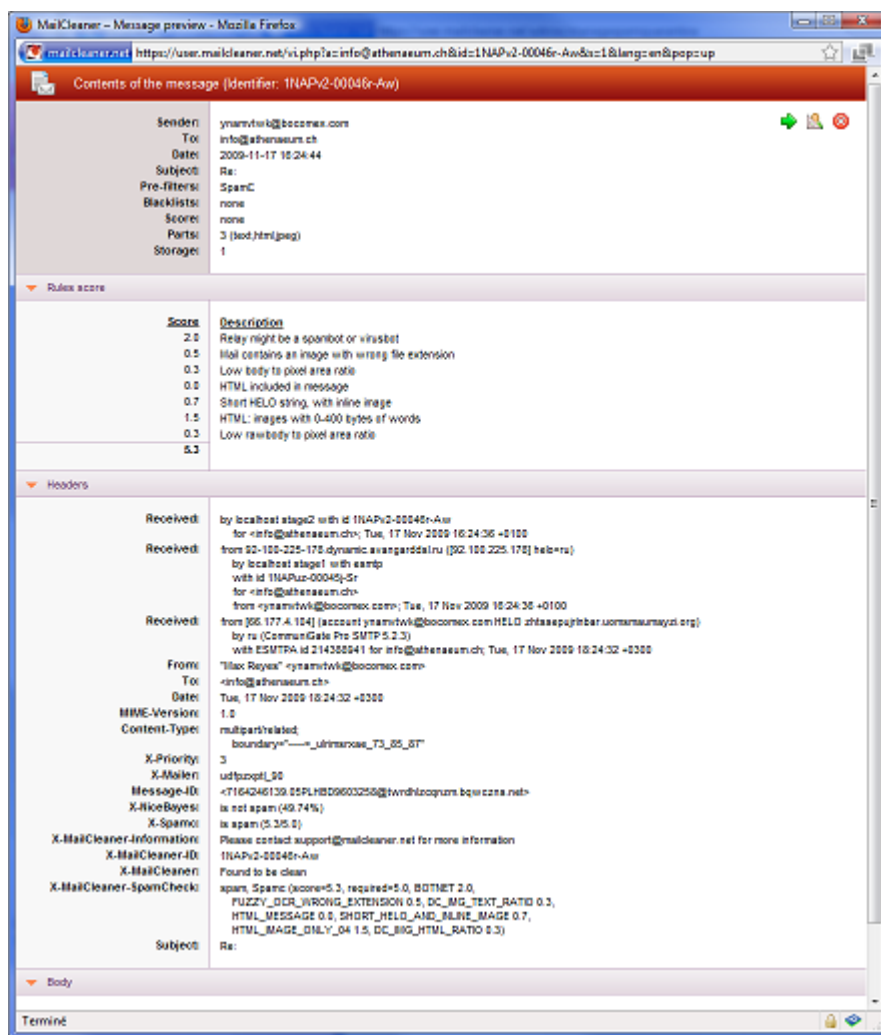 MailCleaner – Message preview - Mozilla Firefox
mailcleaner.net https://user.mailcleaner.net/vi.php?a=info@athenaeum.ch&id=1NAPv2-00046r-Aw&s=1&lang=en&pop=up
Contents of the message (Identifier: 1NAPv2-00046r-Aw)
Sender: ynamvtwk@bocomex.com
To: info@athenaeum.ch
Date: 2009-11-17 16:24:44
Subject: Re:
Pre-filters: SpamC
Blacklists: none
Score: none
Parts: 3 (text,html,jpeg)
Storage: 1
Rules score
Score Description
2.0 Relay might be a spambot or virusbot
0.5 Mail contains an image with wrong file extension
0.3 Low body to pixel area ratio
0.0 HTML included in message
0.7 Short HELO string, with inline image
1.5 HTML: images with 0-400 bytes of words
0.3 Low rawbody to pixel area ratio
5.3
Headers
Received: by localhost stage2 with id 1NAPv2-00046r-Aw
for <info@athenaeum.ch>; Tue, 17 Nov 2009 16:24:36 +0100
Received: from 92-100-225-178.dynamic.avangarddsl.ru ([92.100.225.178] helo=ru)
by localhost stage1 with esmtp
with id 1NAPuz-00045j-Sr
for <info@athenaeum.ch>
from <ynamvtwk@bocomex.com>; Tue, 17 Nov 2009 16:24:36 +0100
Received: from [66.177.4.104] (account ynamvtwk@bocomex.com HELO
by ru (CommuniGate Pro SMTP 5.2.3)
with ESMTPA id 214388941 for info@athenaeum.ch; Tue, 17 Nov 2009 18:24:32 +0300
From: "Max Reyes" <ynamvtwk@bocomex.com>
To: <info@athenaeum.ch>
Date: Tue, 17 Nov 2009 18:24:32 +0300
MIME-Version: 1.0
Content-Type: multipart/related;
X-Priority: 3
X-Mailer:
Message-ID:
X-NiceBayes: is not spam (49.74%)
X-Spamc: is spam (5.3/5.0)
X-MailCleaner-Information: Please contact support@mailcleaner.net for more information
X-MailCleaner-ID: 1NAPv2-00046r-Aw
X-MailCleaner: Found to be clean
X-MailCleaner-SpamCheck: spam, Spamc (score=5.3, required=5.0, BOTNET 2.0,
FUZZY_OCR_WRONG_EXTENSION 0.5, DC_IMG_TEXT_RATIO 0.3,
HTML_MESSAGE 0.0, SHORT_HELO_AND_INLINE_IMAGE 0.7,
HTML_IMAGE_ONLY_04 1.5, DC_IMG_HTML_RATIO 0.3)
Subject: Re:
Body
Terminé